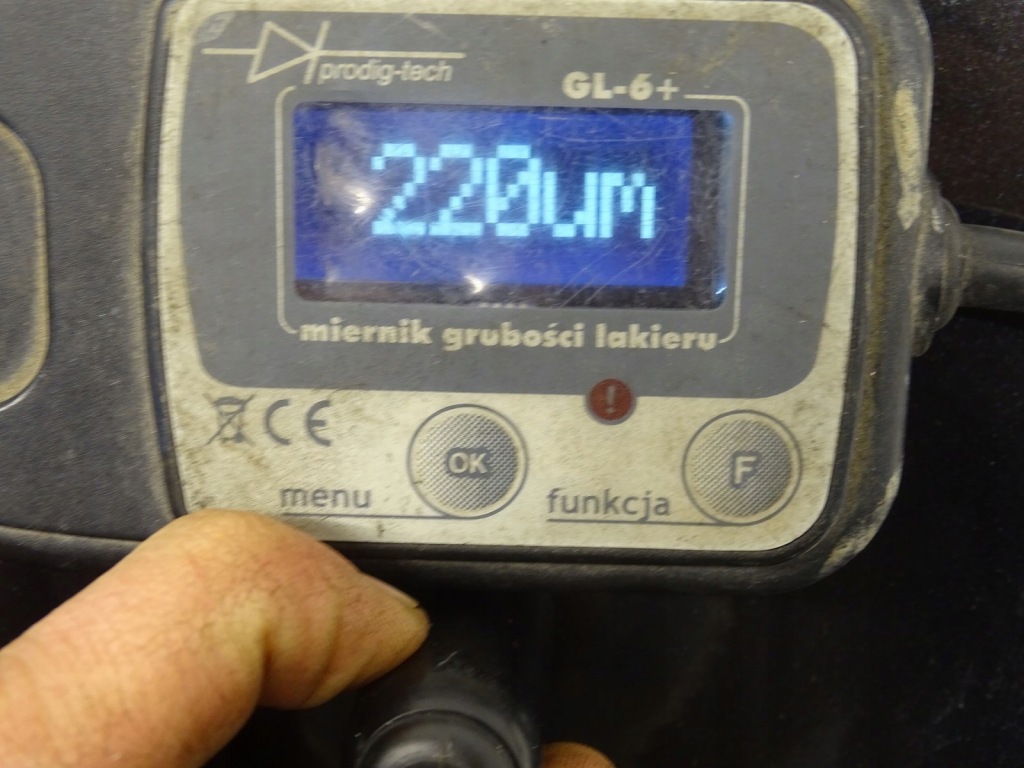 prodig-tech
GL-6+
220um
miernik grubości lakieru
CE
!
OK
F
menu
funkcja